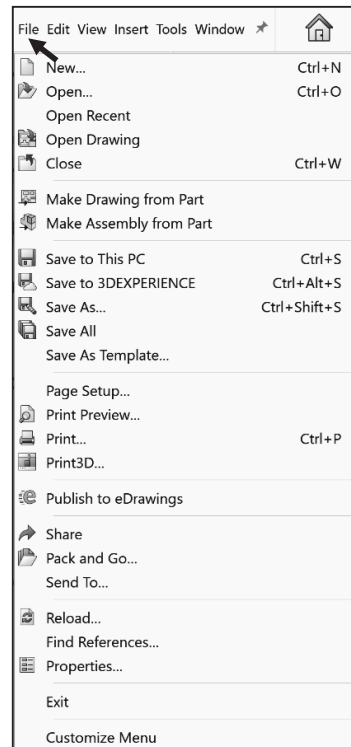 File Edit View Insert Tools Window
New... Ctrl+N
Open... Ctrl+O
Open Recent
Open Drawing
Close Ctrl+W
Make Drawing from Part
Make Assembly from Part
Save to This PC Ctrl+S
Save to 3DEXPERIENCE Ctrl+Alt+S
Save As... Ctrl+Shift+S
Save All
Save As Template...
Page Setup...
Print Preview...
Print... Ctrl+P
Print3D...
Publish to eDrawings
Share
Pack and Go...
Send To...
Reload...
Find References...
Properties...
Exit
Customize Menu